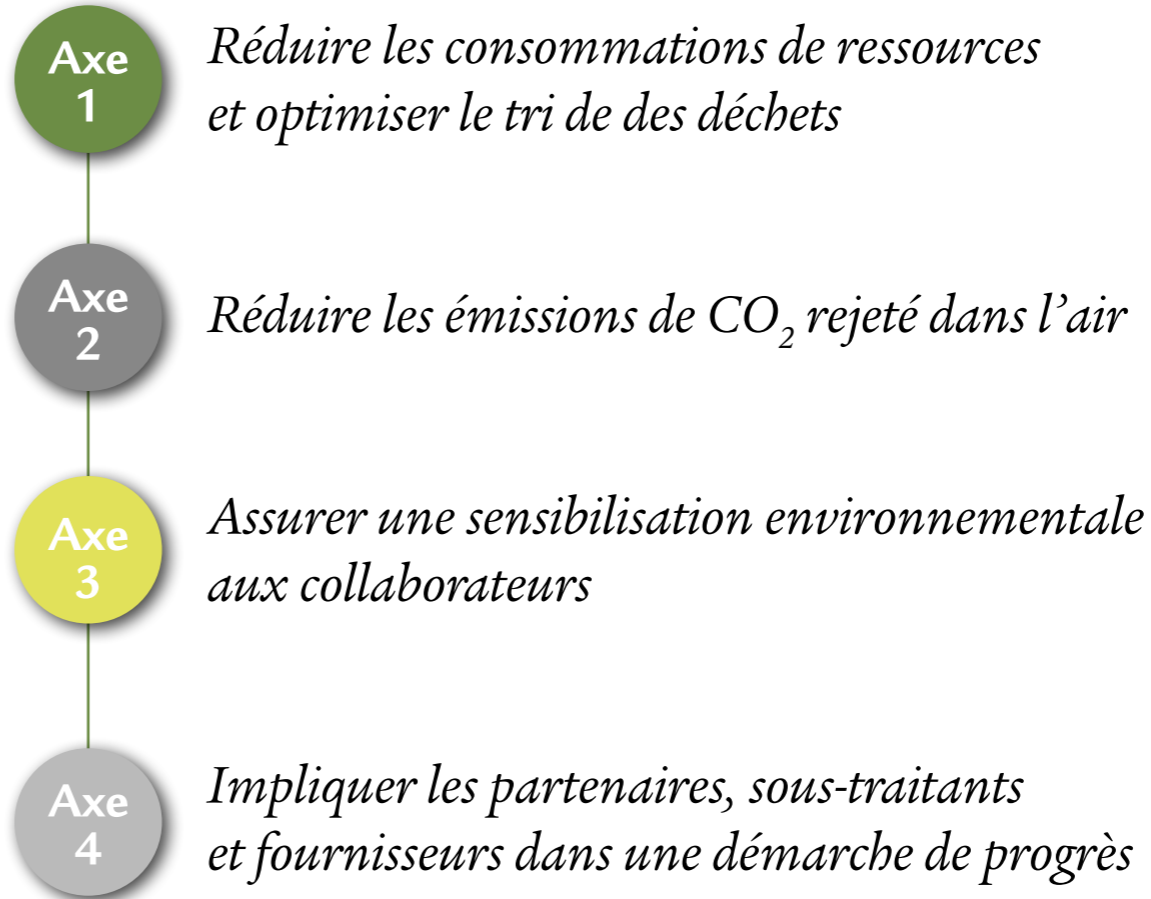 Axe
1
Réduire les consommations de ressources
et optimiser le tri de des déchets
Axe
2
Réduire les émissions de CO₂ rejeté dans l’air
Axe
3
Assurer une sensibilisation environnementale
aux collaborateurs
Axe
4
Impliquer les partenaires, sous-traitants
et fournisseurs dans une démarche de progrès